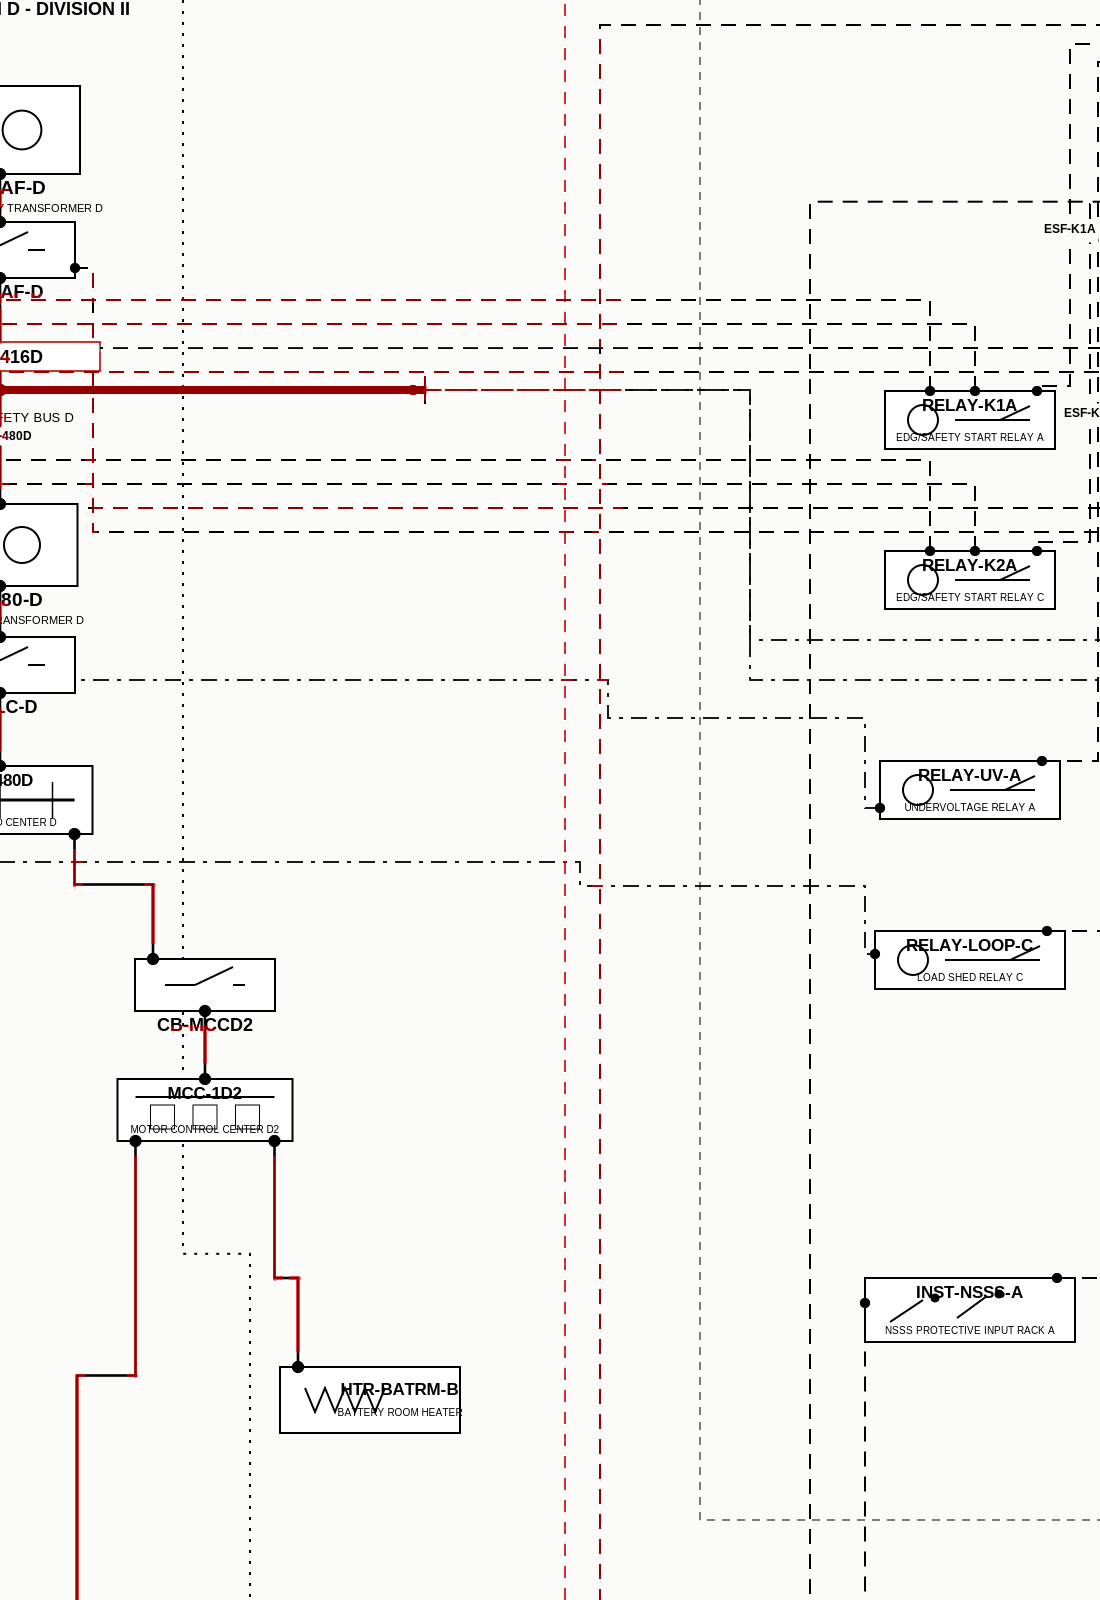 D - DIVISION II
AF-D
TRANSFORMER D
AF-D
416D
FETY BUS D
-480D
80-D
ANSFORMER D
LC-D
480D
CENTER D
CB-MCCD2
MCC-1D2
MOTOR CONTROL CENTER D2
HTR-BATRM-B
BATTERY ROOM HEATER
ESF-K1A
RELAY-K1A
EDG/SAFETY START RELAY A
ESF-K
RELAY-K2A
EDG/SAFETY START RELAY C
RELAY-UV-A
UNDERVOLTAGE RELAY A
RELAY-LOOP-C
LOAD SHED RELAY C
INST-NSSS-A
NSSS PROTECTIVE INPUT RACK A